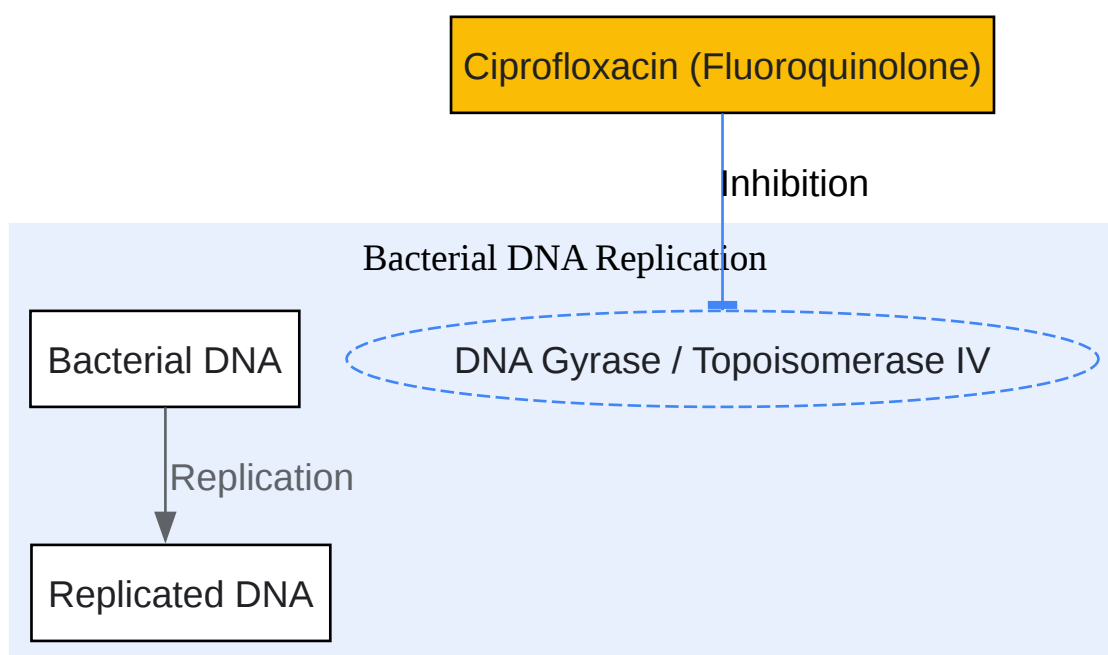 Ciprofloxacin (Fluoroquinolone)
Inhibition
Bacterial DNA Replication
Bacterial DNA
DNA Gyrase / Topoisomerase IV
Replication
Replicated DNA